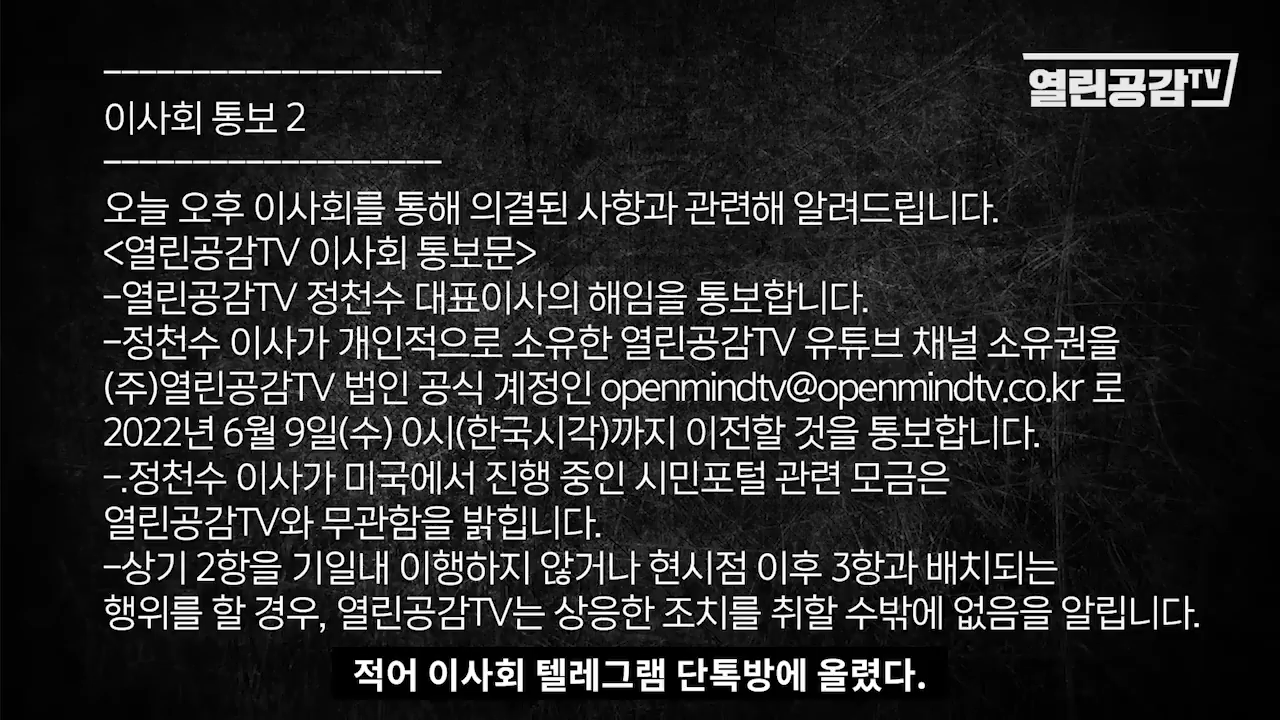 열린공감TV
--------------------
이사회 통보 2
--------------------
오늘 오후 이사회를 통해 의결된 사항과 관련해 알려드립니다.
<열린공감TV 이사회 통보문>
-열린공감TV 정천수 대표이사의 해임을 통보합니다.
-정천수 이사가 개인적으로 소유한 열린공감TV 유튜브 채널 소유권을
(주)열린공감TV 법인 공식 계정인 openmindtv@openmindtv.co.kr 로
2022년 6월 9일(수) 0시(한국시각)까지 이전할 것을 통보합니다.
-.정천수 이사가 미국에서 진행 중인 시민포털 관련 모금은
열린공감TV와 무관함을 밝힙니다.
-상기 2항을 기일내 이행하지 않거나 현시점 이후 3항과 배치되는
행위를 할 경우, 열린공감TV는 상응한 조치를 취할 수밖에 없음을 알립니다.
적어 이사회 텔레그램 단톡방에 올렸다.